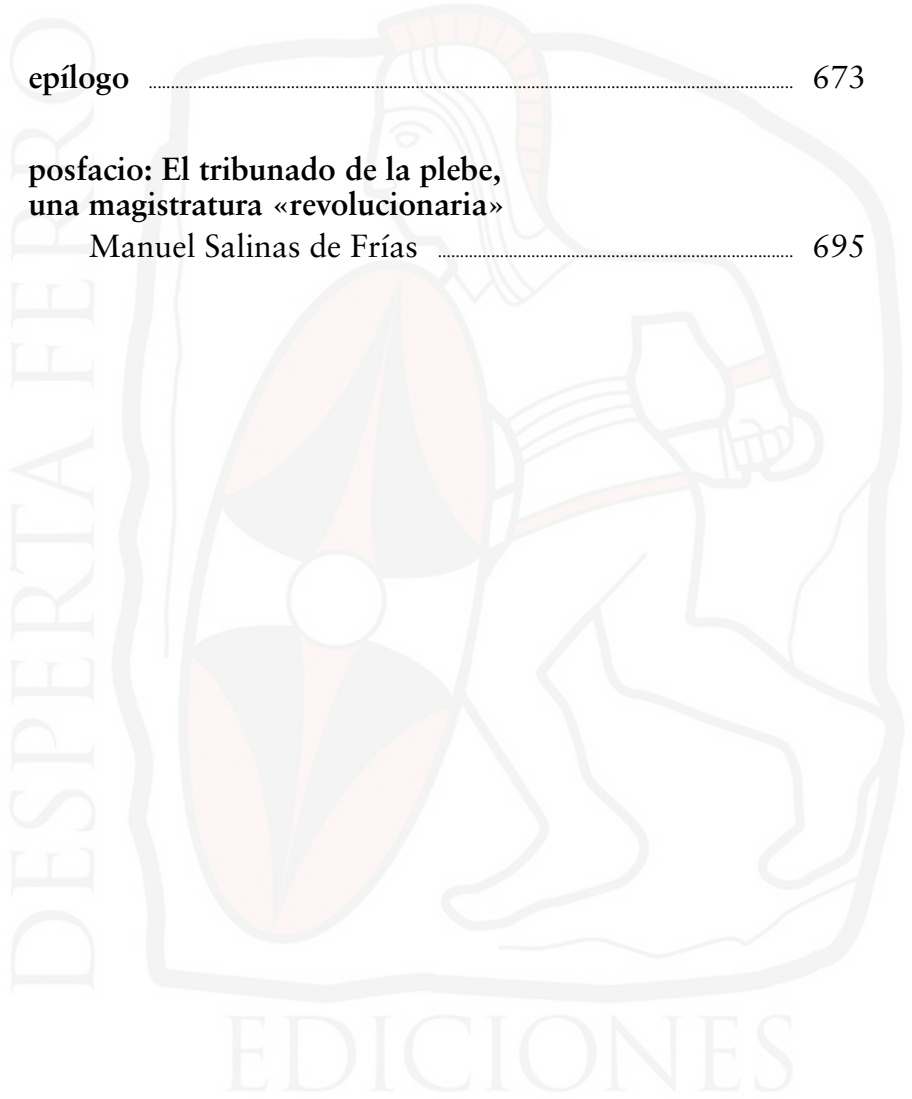 epílogo 673
posfacio: El tribunado de la plebe,
una magistratura «revolucionaria»
Manuel Salinas de Frías 695
DESPERTA FERRO
EDICIONES